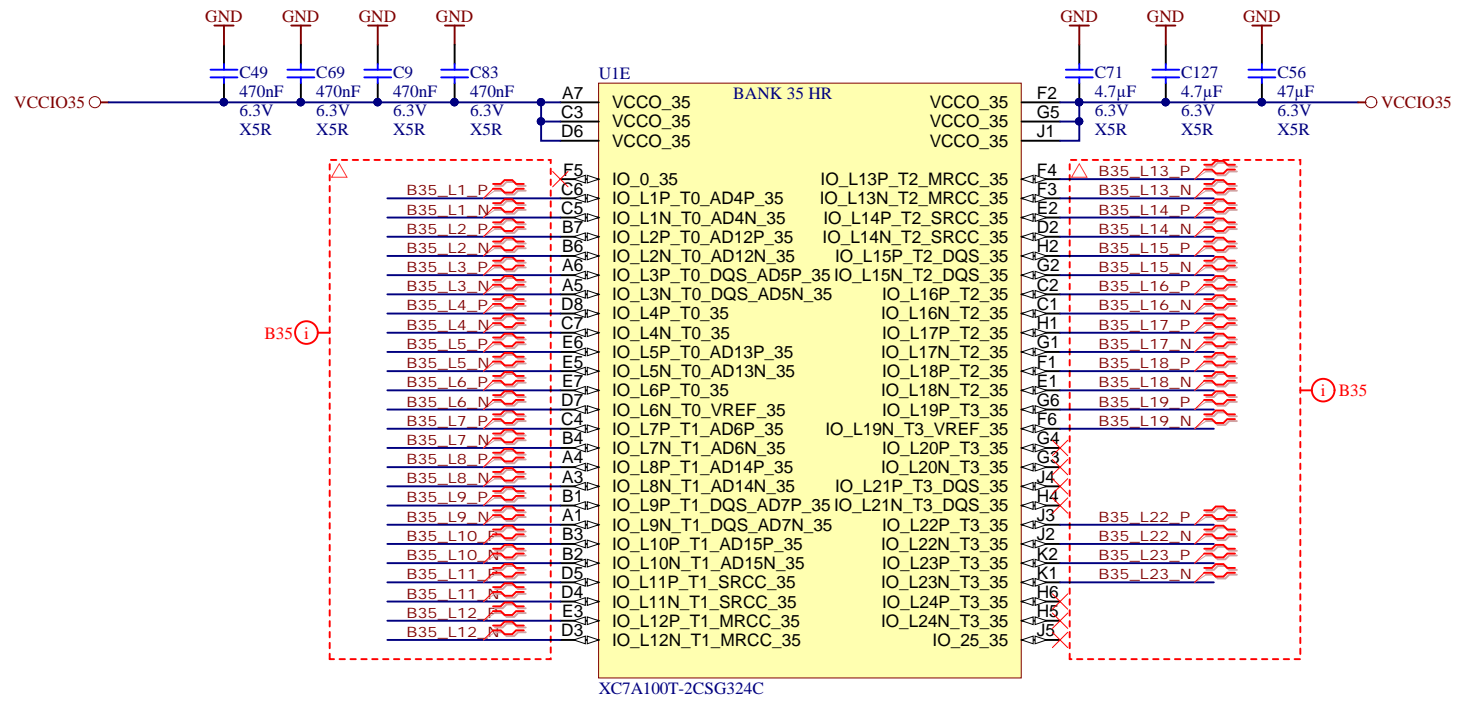 GND GND GND GND GND GND GND
C49 C69 C9 C83 U1E C71 C127 C56
470nF 470nF 470nF 470nF A7 BANK 35 HR F2 4.7µF 4.7µF 47µF
VCCIO35 VCCO_35 VCCO_35 VCCIO35
6.3V 6.3V 6.3V 6.3V C3 G5 6.3V 6.3V 6.3V
VCCO_35 VCCO_35
X5R X5R X5R X5R D6 J1 X5R X5R X5R
VCCO_35 VCCO_35
F5 IO_0_35 IO_L13P_T2_MRCC_35 F4 B35_L13_P
B35_L1_P C6 IO_L1P_T0_AD4P_35 IO_L13N_T2_MRCC_35 F3 B35_L13_N
B35_L1_N C5 IO_L1N_T0_AD4N_35 IO_L14P_T2_SRCC_35 E2 B35_L14_P
B35_L2_P B7 IO_L2P_T0_AD12P_35 IO_L14N_T2_SRCC_35 D2 B35_L14_N
B35_L2_N B6 IO_L2N_T0_AD12N_35 IO_L15P_T2_DQS_35 H2 B35_L15_P
B35_L3_P A6 IO_L3P_T0_DQS_AD5P_35 IO_L15N_T2_DQS_35 G2 B35_L15_N
B35_L3_N A5 IO_L3N_T0_DQS_AD5N_35 IO_L16P_T2_35 C2 B35_L16_P
B35_L4_P D8 IO_L4P_T0_35 IO_L16N_T2_35 C1 B35_L16_N
B35 i B35_L4_N C7 IO_L4N_T0_35 IO_L17P_T2_35 H1 B35_L17_P
B35_L5_P E6 IO_L5P_T0_AD13P_35 IO_L17N_T2_35 G1 B35_L17_N
B35_L5_N E5 IO_L5N_T0_AD13N_35 IO_L18P_T2_35 F1 B35_L18_P
B35_L6_P E7 IO_L6P_T0_35 IO_L18N_T2_35 E1 B35_L18_N i B35
B35_L6_N D7 IO_L6N_T0_VREF_35 IO_L19P_T3_35 G6 B35_L19_P
B35_L7_P C4 IO_L7P_T1_AD6P_35 IO_L19N_T3_VREF_35 F6 B35_L19_N
B35_L7_N B4 IO_L7N_T1_AD6N_35 IO_L20P_T3_35 G4
B35_L8_P A4 IO_L8P_T1_AD14P_35 IO_L20N_T3_35 G3
B35_L8_N A3 IO_L8N_T1_AD14N_35 IO_L21P_T3_DQS_35 J4
B35_L9_P B1 IO_L9P_T1_DQS_AD7P_35 IO_L21N_T3_DQS_35 H4
B35_L9_N A1 IO_L9N_T1_DQS_AD7N_35 IO_L22P_T3_35 J3 B35_L22_P
B35_L10_P B3 IO_L10P_T1_AD15P_35 IO_L22N_T3_35 J2 B35_L22_N
B35_L10_N B2 IO_L10N_T1_AD15N_35 IO_L23P_T3_35 K2 B35_L23_P
B35_L11_P D5 IO_L11P_T1_SRCC_35 IO_L23N_T3_35 K1 B35_L23_N
B35_L11_N D4 IO_L11N_T1_SRCC_35 IO_L24P_T3_35 H6
B35_L12_P E3 IO_L12P_T1_MRCC_35 IO_L24N_T3_35 H5
B35_L12_N D3 IO_L12N_T1_MRCC_35 IO_25_35 J5
XC7A100T-2CSG324C